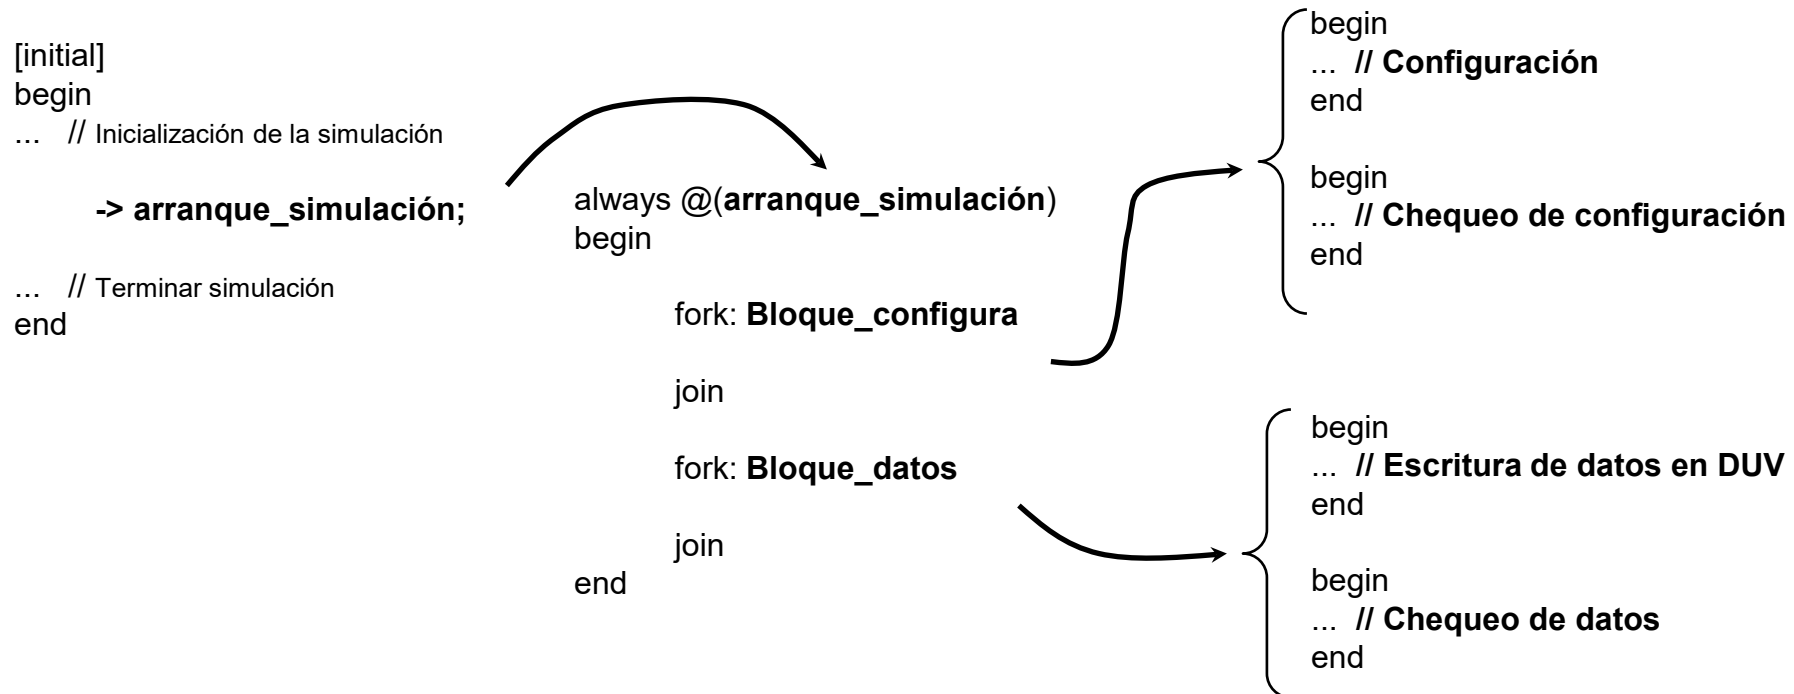 [initial]
begin
... // Inicialización de la simulación
-> arranque_simulación;
... // Terminar simulación
end
always @(arranque_simulación)
begin
fork: Bloque_configura
join
fork: Bloque_datos
join
end
begin
... // Configuración
end
begin
... // Chequeo de configuración
end
begin
... // Escritura de datos en DUV
end
begin
... // Chequeo de datos
end